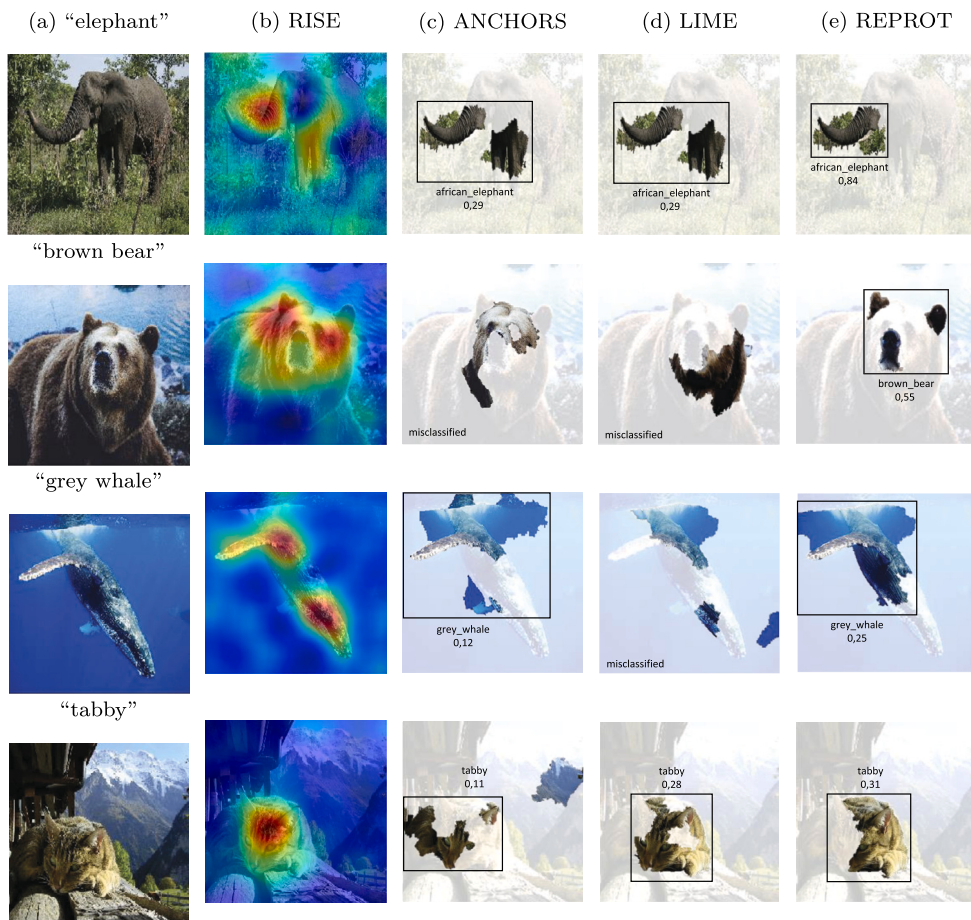 (a) “elephant”
(b) RISE
(c) ANCHORS
(d) LIME
(e) REPROT
african_elephant
0,29
african_elephant
0,29
african_elephant
0,84
“brown bear”
misclassified
misclassified
brown_bear
0,55
“grey whale”
grey_whale
0,12
misclassified
grey_whale
0,25
“tabby”
tabby
0,11
tabby
0,28
tabby
0,31